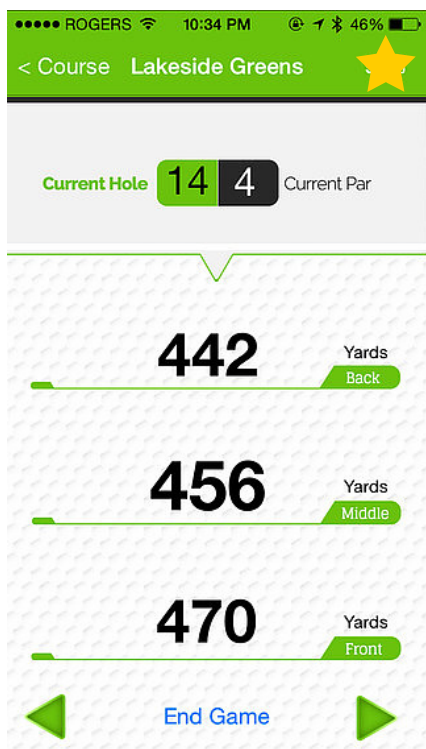 ROGERS 10:34 PM 46%
< Course Lakeside Greens
Current Hole 14 4 Current Par
442 Yards
Back
456 Yards
Middle
470 Yards
Front
End Game